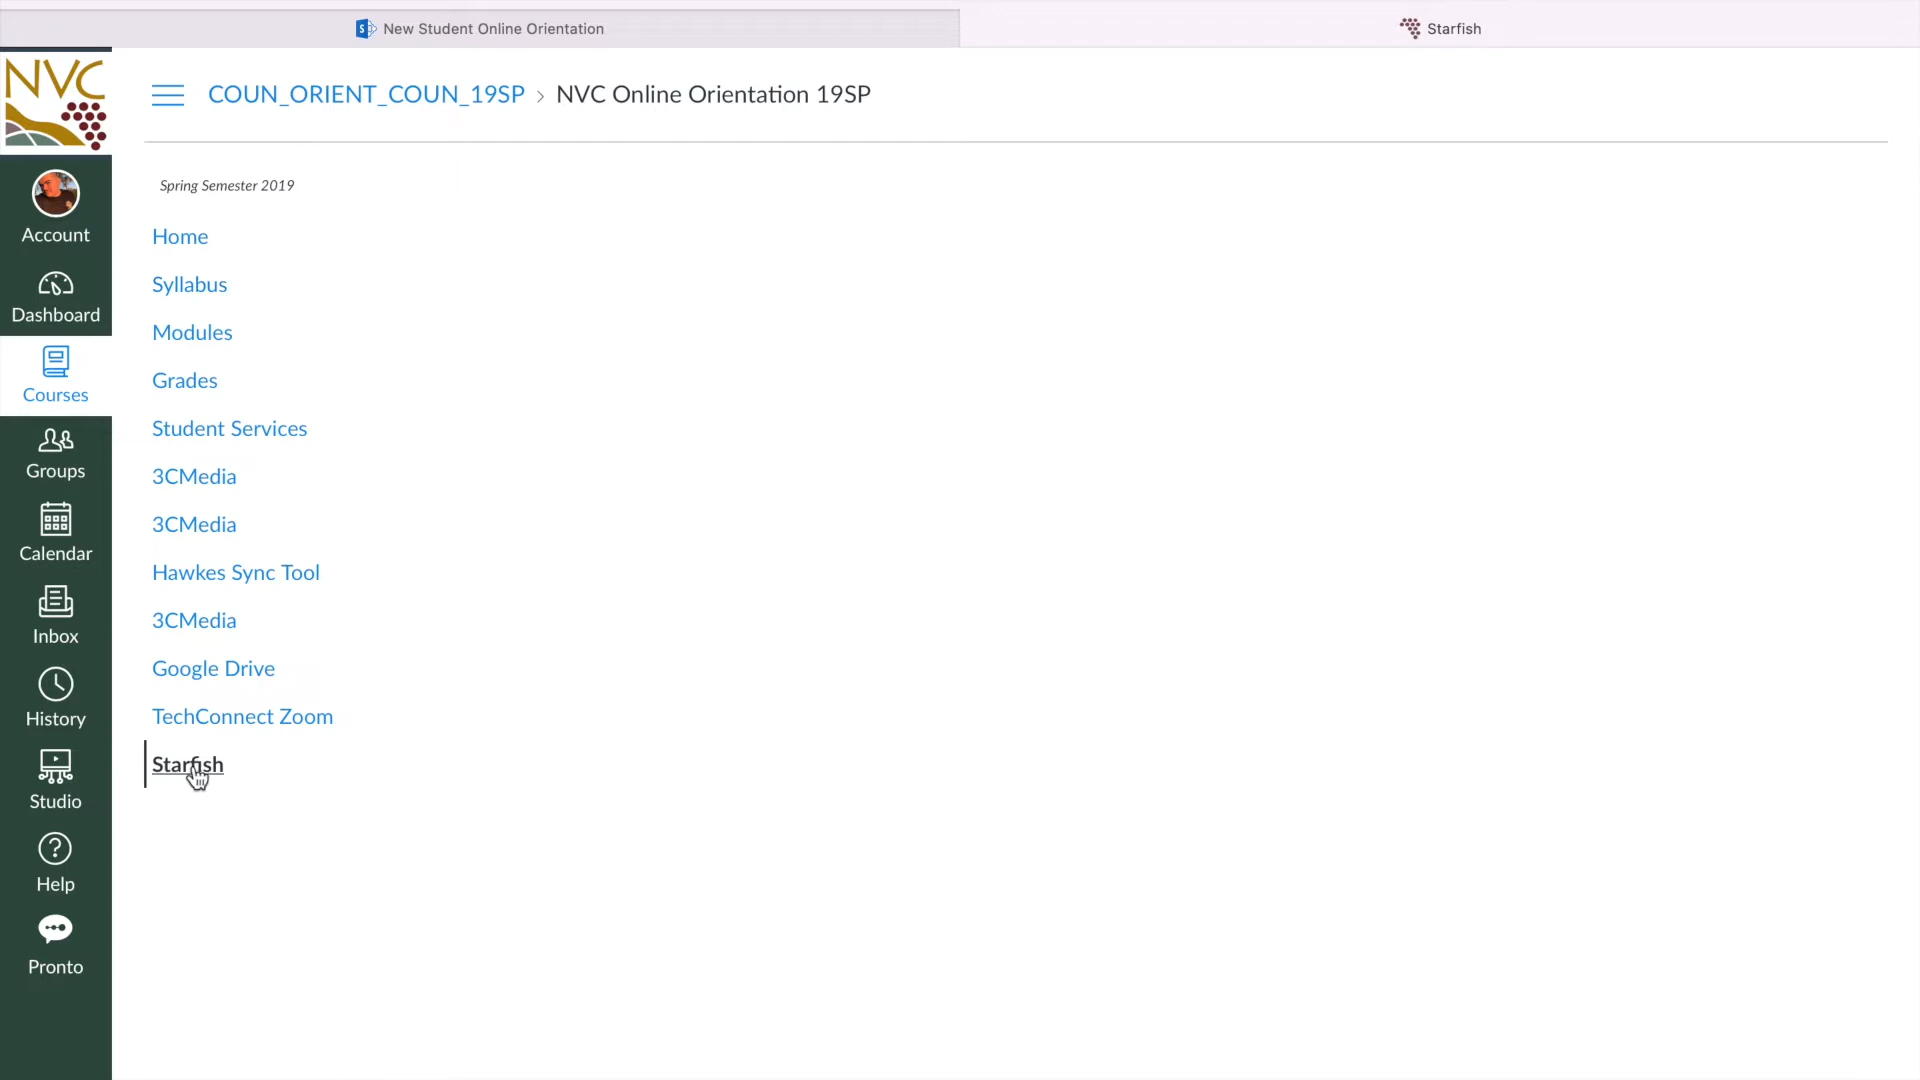 New Student Online Orientation
Starfish
NVC
COUN_ORIENT_COUN_19SP › NVC Online Orientation 19SP
Spring Semester 2019
Account
Dashboard
Courses
Groups
Calendar
Inbox
History
Studio
Help
Pronto
Home
Syllabus
Modules
Grades
Student Services
3CMedia
3CMedia
Hawkes Sync Tool
3CMedia
Google Drive
TechConnect Zoom
Starfish